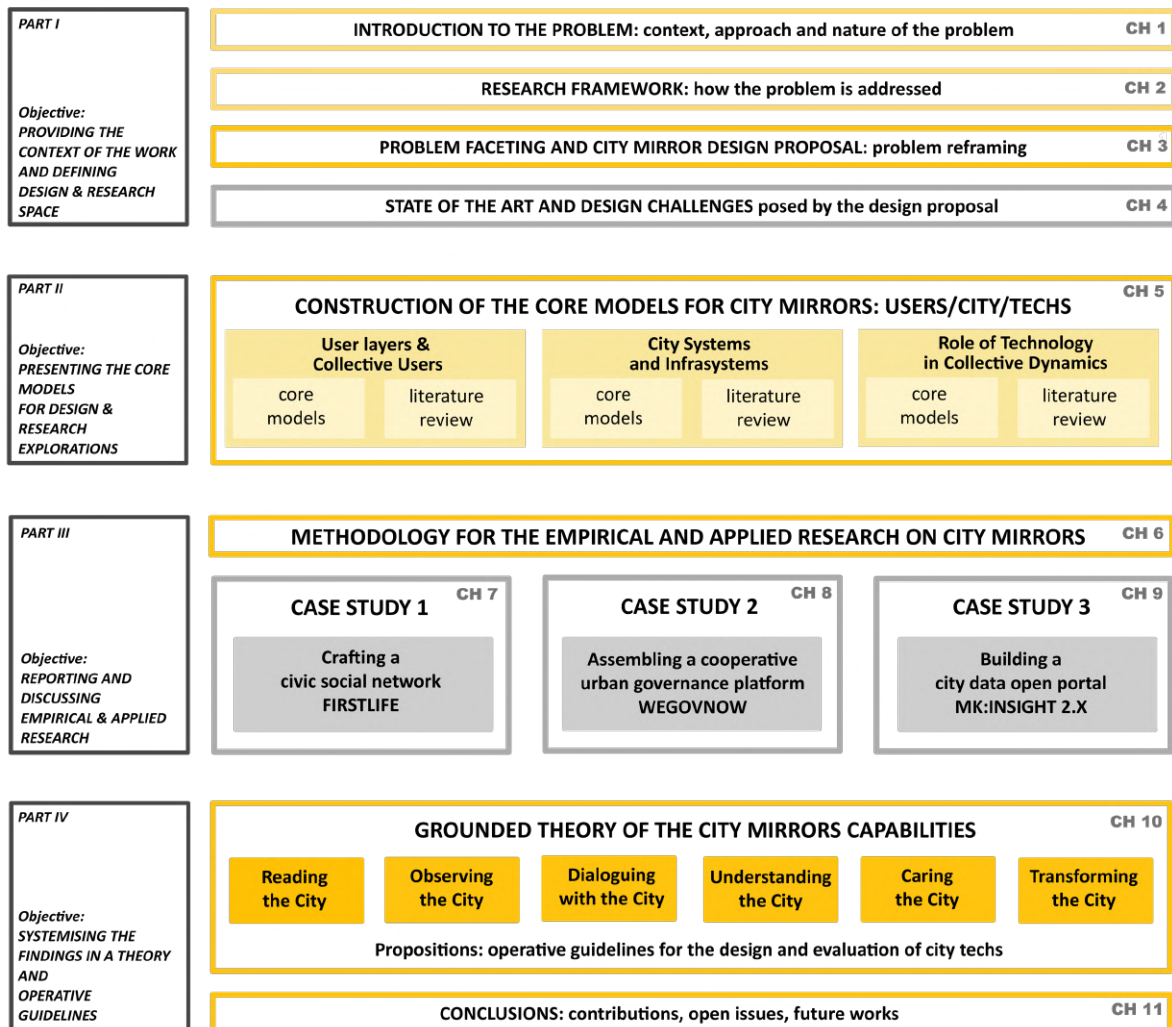 PART I
Objective:
PROVIDING THE
CONTEXT OF THE WORK
AND DEFINING
DESIGN & RESEARCH
SPACE
INTRODUCTION TO THE PROBLEM: context, approach and nature of the problem
CH 1
RESEARCH FRAMEWORK: how the problem is addressed
CH 2
PROBLEM FACETING AND CITY MIRROR DESIGN PROPOSAL: problem reframing
CH 3
STATE OF THE ART AND DESIGN CHALLENGES posed by the design proposal
CH 4
PART II
Objective:
PRESENTING THE CORE
MODELS
FOR DESIGN &
RESEARCH
EXPLORATIONS
CH 5
CONSTRUCTION OF THE CORE MODELS FOR CITY MIRRORS: USERS/CITY/TECHS
User layers &
Collective Users
core
models
literature
review
City Systems
and Infrasystems
core
models
literature
review
Role of Technology
in Collective Dynamics
core
models
literature
review
PART III
Objective:
REPORTING AND
DISCUSSING
EMPIRICAL & APPLIED
RESEARCH
METHODOLOGY FOR THE EMPIRICAL AND APPLIED RESEARCH ON CITY MIRRORS
CH 6
CH 7
CASE STUDY 1
Crafting a
civic social network
FIRSTLIFE
CH 8
CASE STUDY 2
Assembling a cooperative
urban governance platform
WEGOVNOW
CH 9
CASE STUDY 3
Building a
city data open portal
MK:INSIGHT 2.X
PART IV
Objective:
SYSTEMISING THE
FINDINGS IN A THEORY
AND
OPERATIVE
GUIDELINES
CH 10
GROUNDED THEORY OF THE CITY MIRRORS CAPABILITIES
Reading
the City
Observing
the City
Dialoguing
with the City
Understanding
the City
Caring
the City
Transforming
the City
Propositions: operative guidelines for the design and evaluation of city techs
CONCLUSIONS: contributions, open issues, future works
CH 11